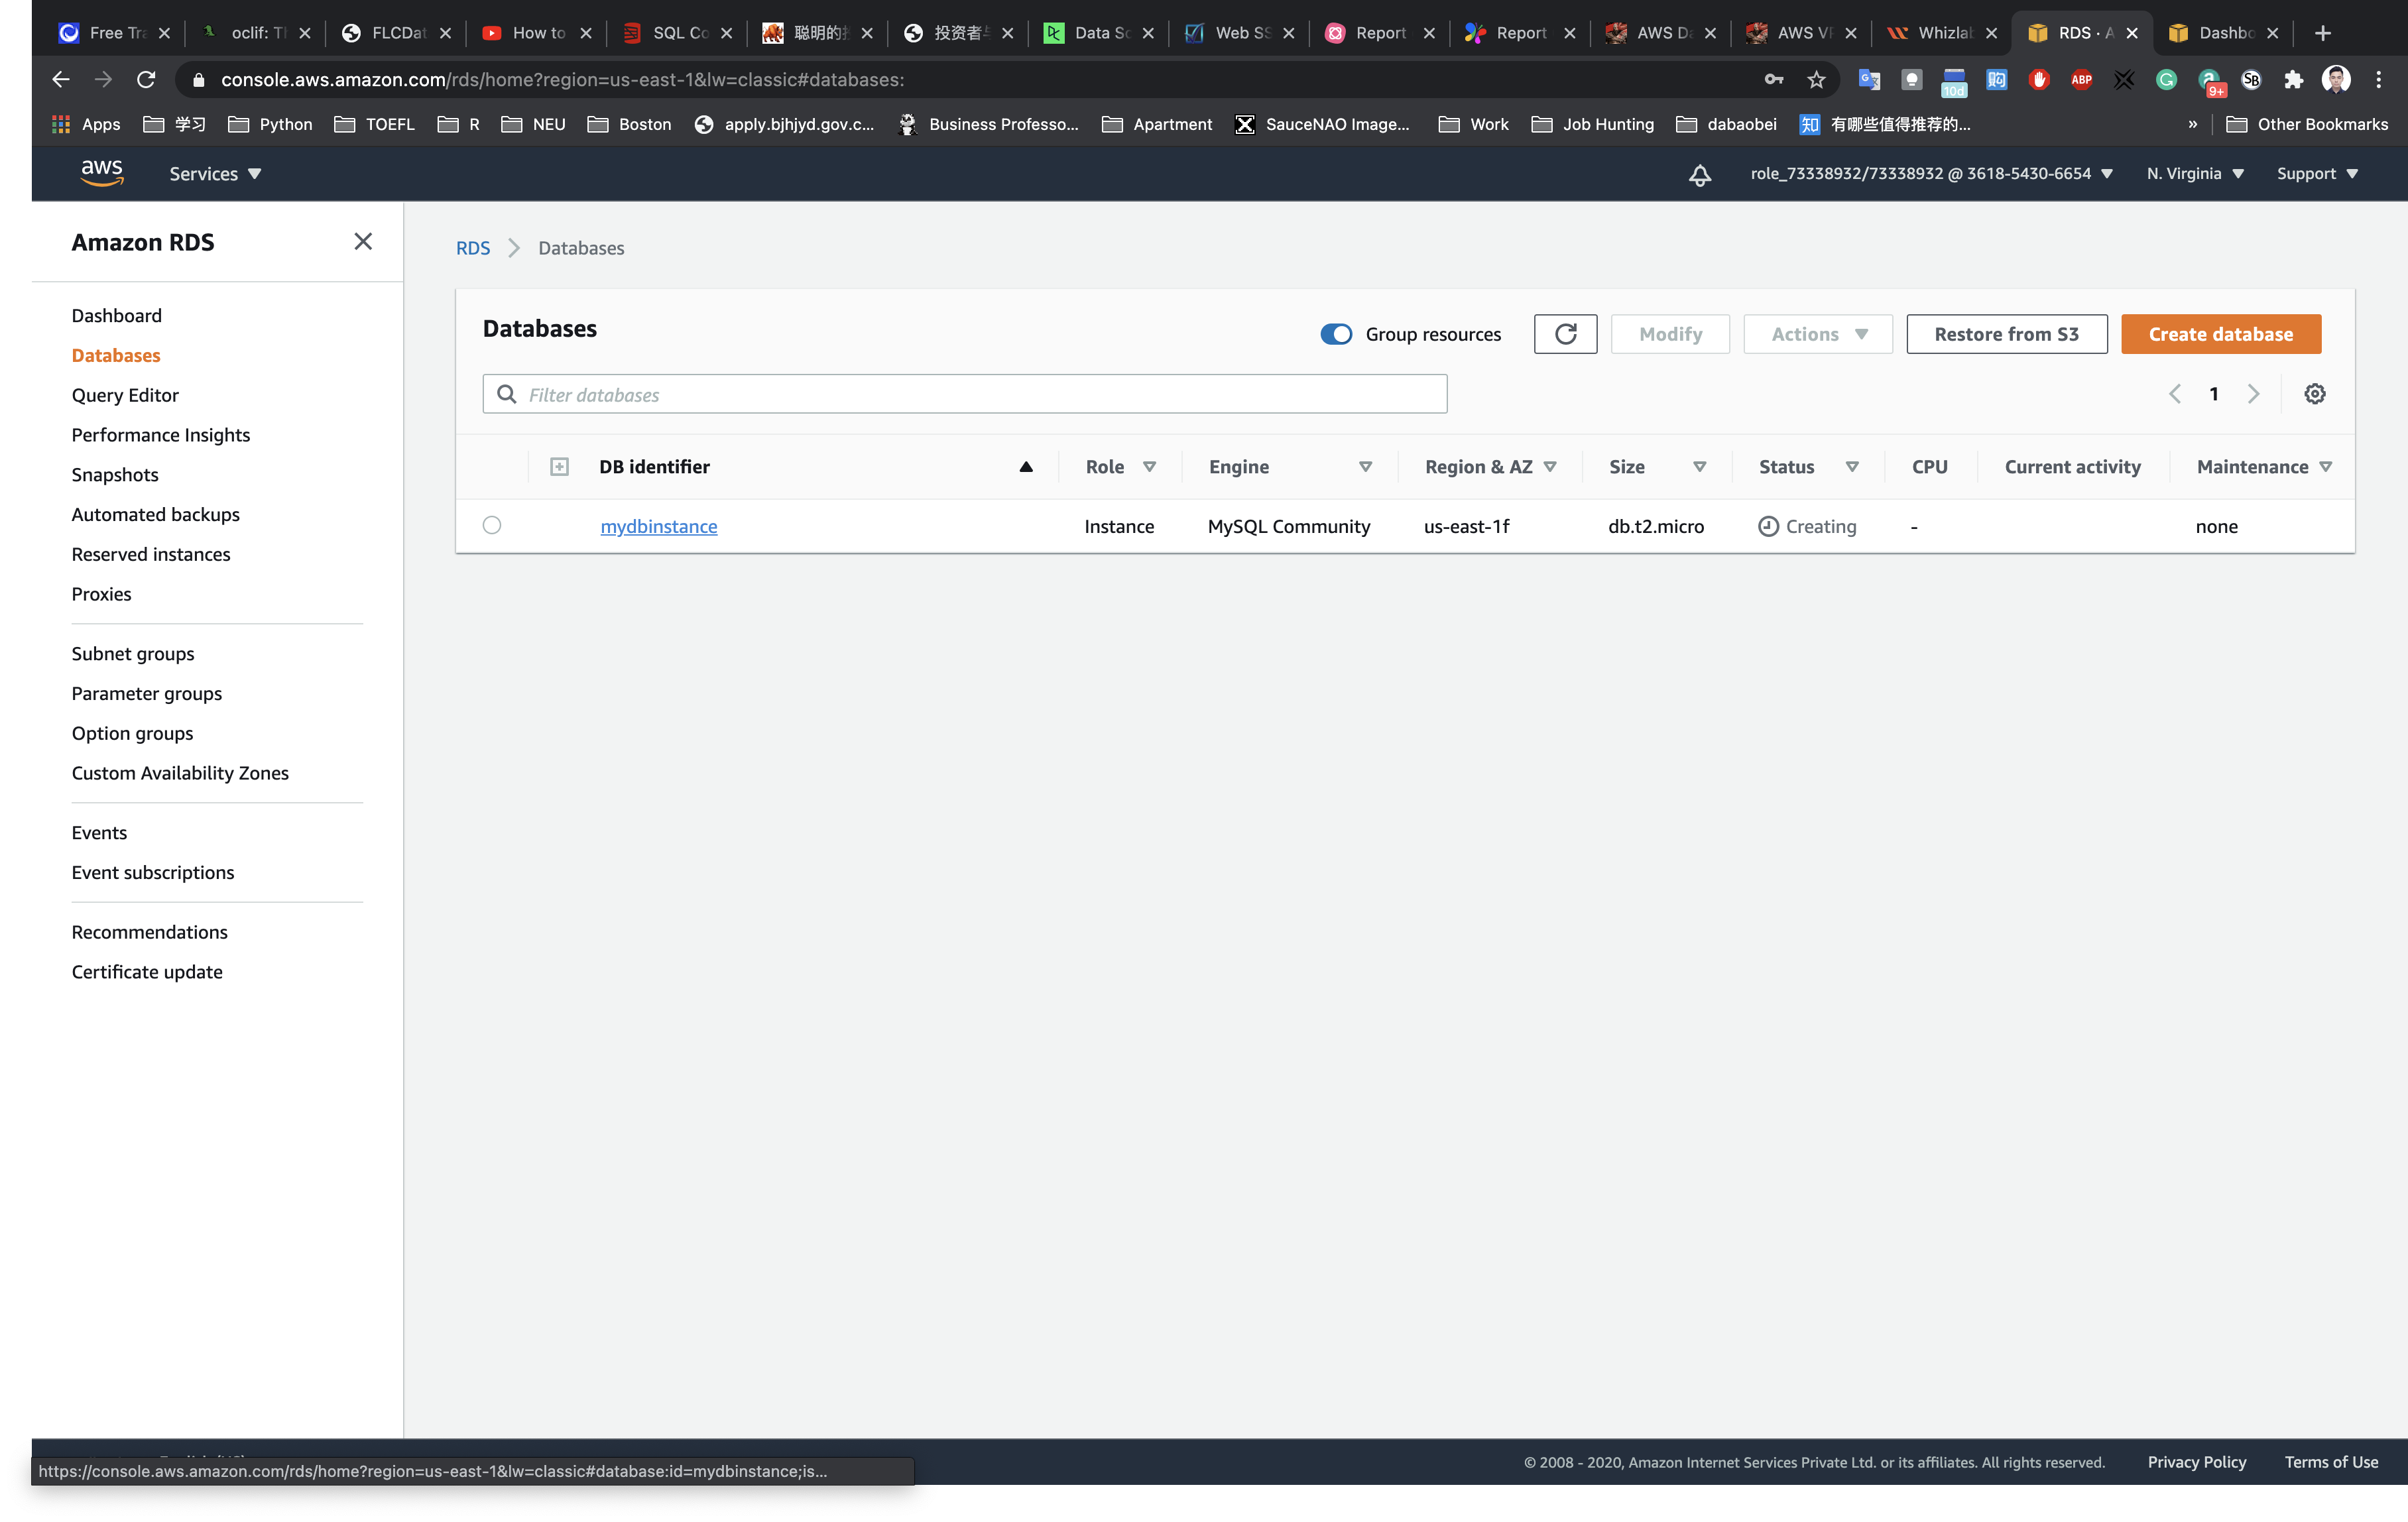 Free Tra oclif: Th FLCDat How to SQL Co 聪明的 投资者 Data Sc Web SS Report Report AWS Da AWS VP Whizlab RDS · A Dashbo
console.aws.amazon.com/rds/home?region=us-east-1&lw=classic#databases:
10d 购 ABP 9+ SB
Apps 学习 Python TOEFL R NEU Boston apply.bjhjyd.gov.c... Business Professo... Apartment SauceNAO Image... Work Job Hunting dabaobei 知 有哪些值得推荐的... » Other Bookmarks
aws Services role_73338932/73338932 @ 3618-5430-6654 N. Virginia Support
Amazon RDS
Dashboard
Databases
Query Editor
Performance Insights
Snapshots
Automated backups
Reserved instances
Proxies
Subnet groups
Parameter groups
Option groups
Custom Availability Zones
Events
Event subscriptions
Recommendations
Certificate update
RDS Databases
Databases
Group resources Modify Actions Restore from S3 Create database
Filter databases 1
DB identifier Role Engine Region & AZ Size Status CPU Current activity Maintenance
mydbinstance Instance MySQL Community us-east-1f db.t2.micro Creating - none
© 2008 - 2020, Amazon Internet Services Private Ltd. or its affiliates. All rights reserved. Privacy Policy Terms of Use
https://console.aws.amazon.com/rds/home?region=us-east-1&lw=classic#database:id=mydbinstance;is...